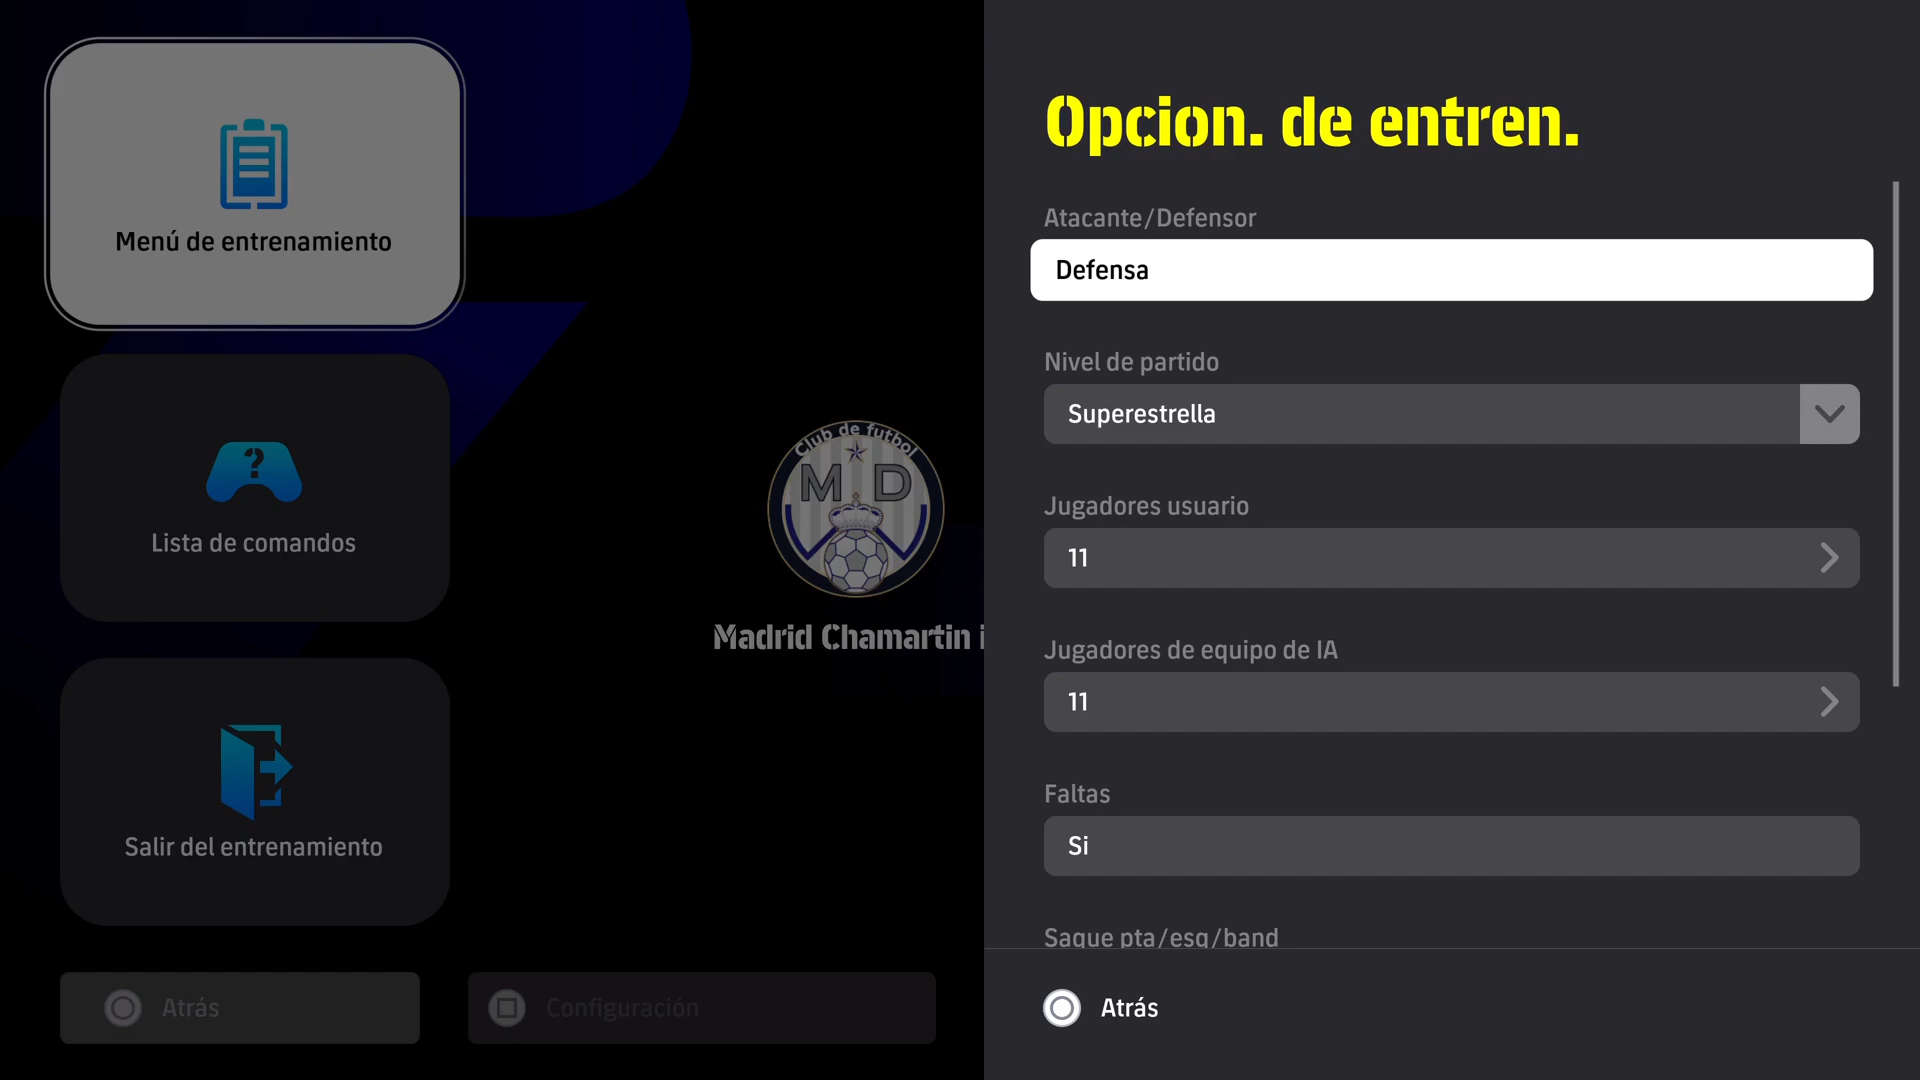 Menú de entrenamiento
Lista de comandos
Salir del entrenamiento
Atrás
Configuración
Club de futbol
M D
Madrid Chamartin i
Opcion. de entren.
Atacante/Defensor
Defensa
Nivel de partido
Superestrella
Jugadores usuario
11
Jugadores de equipo de IA
11
Faltas
Si
Saque pta/esq/band
Atrás